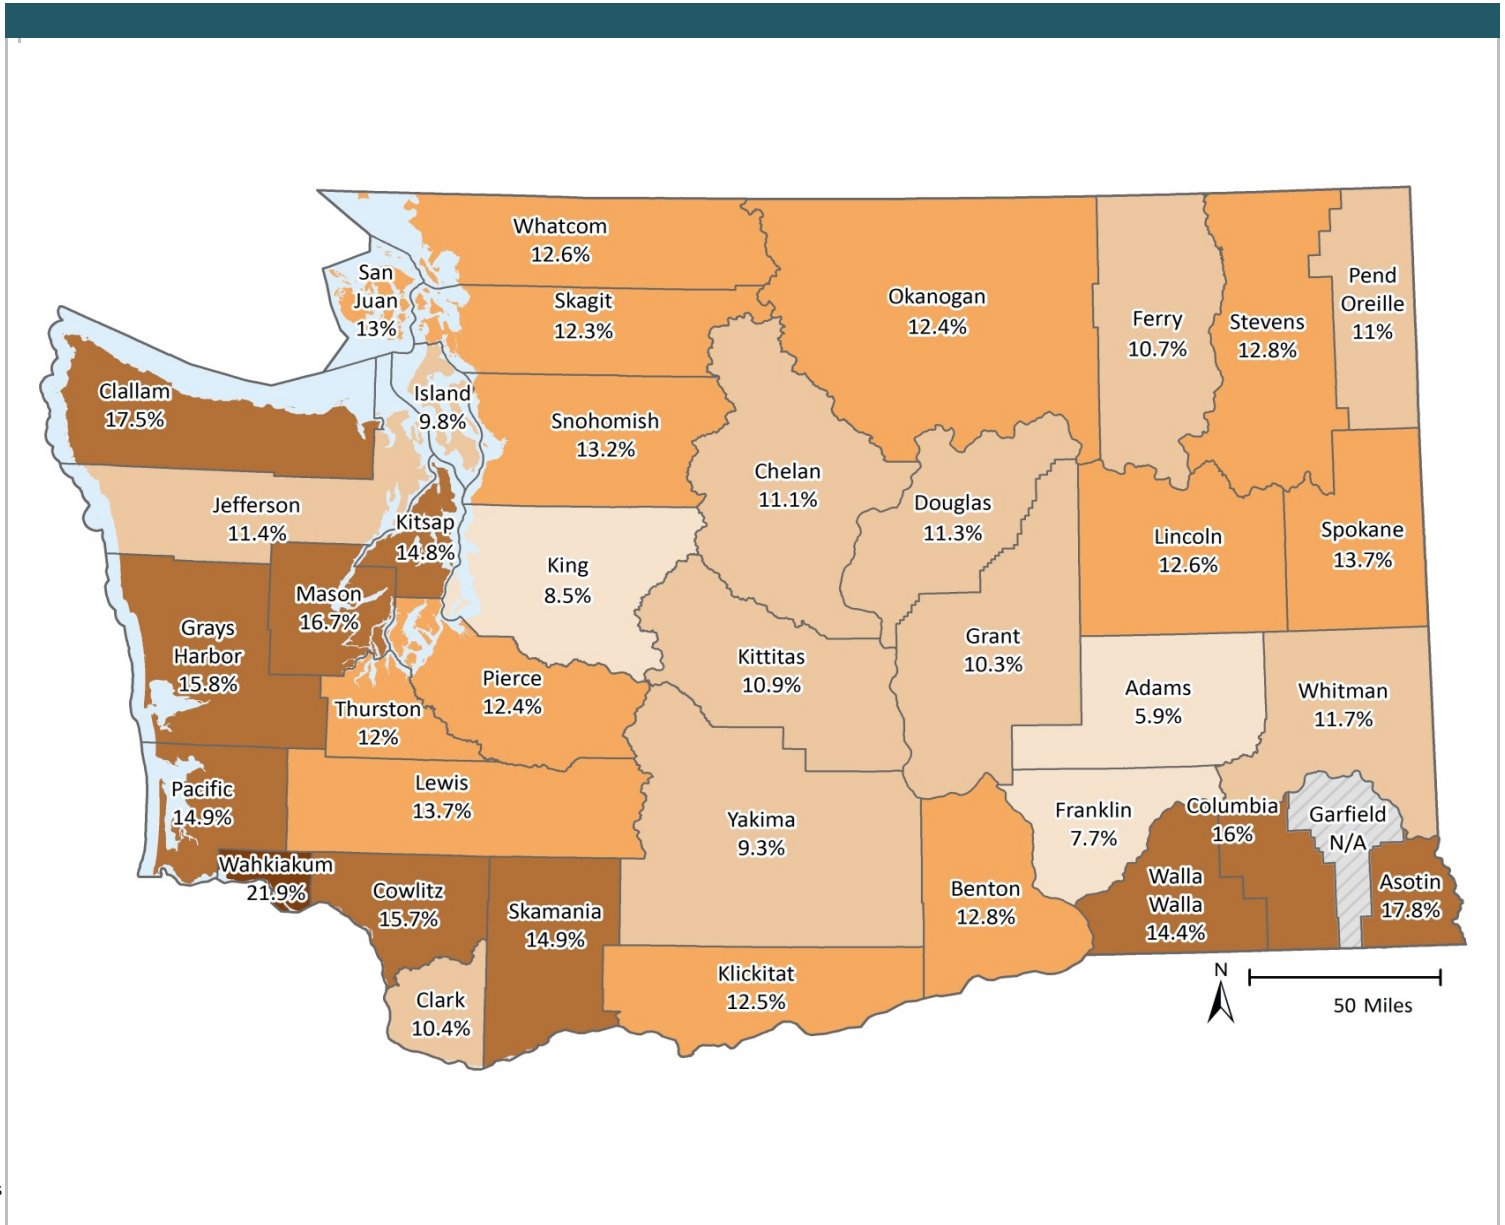 Whatcom
12.6%
San
Juan
13%
Skagit
12.3%
Okanogan
12.4%
Ferry
10.7%
Stevens
12.8%
Pend
Oreille
11%
Clallam
17.5%
Island
9.8%
Snohomish
13.2%
Chelan
11.1%
Douglas
11.3%
Jefferson
11.4%
Kitsap
14.8%
King
8.5%
Lincoln
12.6%
Spokane
13.7%
Mason
16.7%
Grays
Harbor
15.8%
Kittitas
10.9%
Grant
10.3%
Pierce
12.4%
Adams
5.9%
Whitman
11.7%
Thurston
12%
Pacific
14.9%
Lewis
13.7%
Yakima
9.3%
Franklin
7.7%
Columbia
16%
Garfield
N/A
Wahkiakum
21.9%
Cowlitz
15.7%
Skamania
14.9%
Benton
12.8%
Walla
Walla
14.4%
Asotin
17.8%
Klickitat
12.5%
Clark
10.4%
N
50 Miles